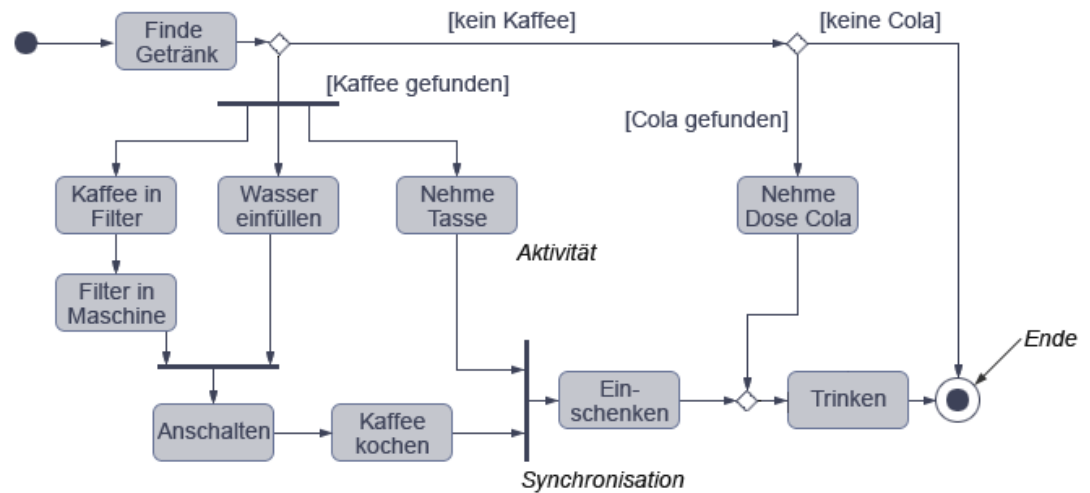 [kein Kaffee]
[keine Cola]
Finde
Getränk
[Kaffee gefunden]
[Cola gefunden]
Kaffee in
Filter
Wasser
einfüllen
Nehme
Tasse
Nehme
Dose Cola
Aktivität
Filter in
Maschine
Ende
Ein-
schenken
Trinken
Anschalten
Kaffee
kochen
Synchronisation